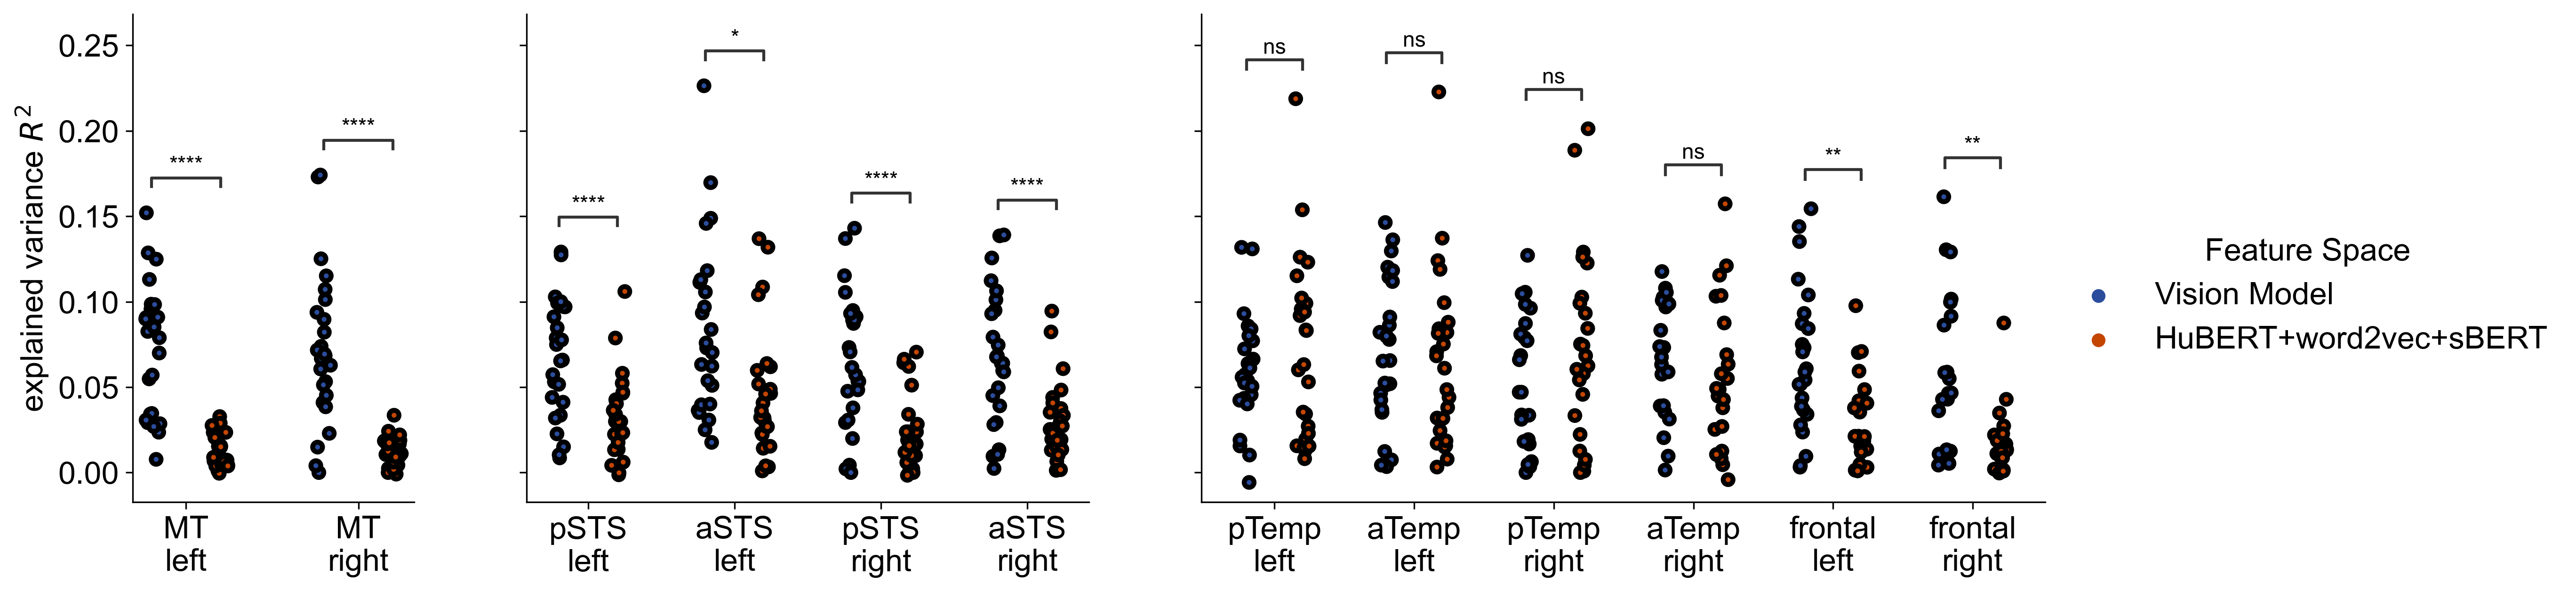 explained variance R²
0.25
0.20
0.15
0.10
0.05
0.00
****
****
MT
left
MT
right
****
*
****
****
pSTS
left
aSTS
left
pSTS
right
aSTS
right
ns
ns
ns
ns
**
**
pTemp
left
aTemp
left
pTemp
right
aTemp
right
frontal
left
frontal
right
Feature Space
Vision Model
HuBERT+word2vec+sBERT